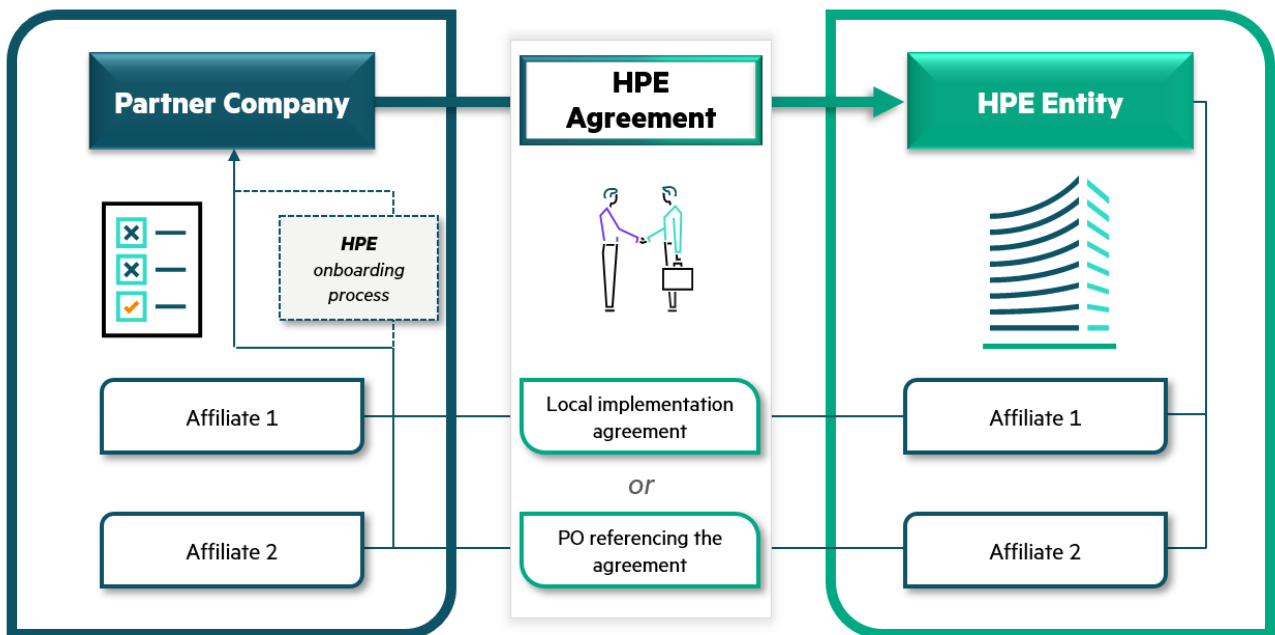 Partner Company
HPE
Agreement
HPE Entity
HPE
onboarding
process
Affiliate 1
Local implementation
agreement
Affiliate 1
or
Affiliate 2
PO referencing the
agreement
Affiliate 2